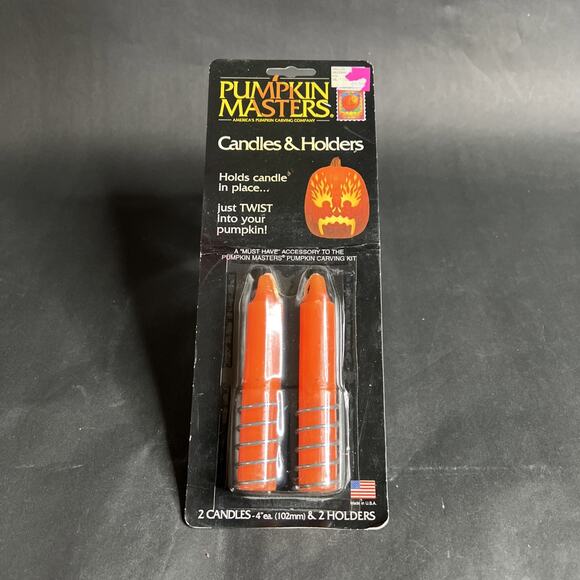 PUMPKIN
MASTERS®
AMERICA'S PUMPKIN CARVING COMPANY
Candles & Holders
Holds candle
in place...
just TWIST
into your
pumpkin!
A "MUST HAVE" ACCESSORY TO THE
PUMPKIN MASTERS® PUMPKIN CARVING KIT
Made in U.S.A.
2 CANDLES - 4" ea. (102mm) & 2 HOLDERS